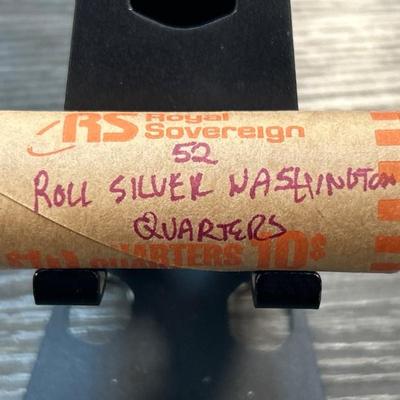 RS Royal
Sovereign
52
ROLL SILVER WASHINGTON
QUARTERS
QUARTERS 10$